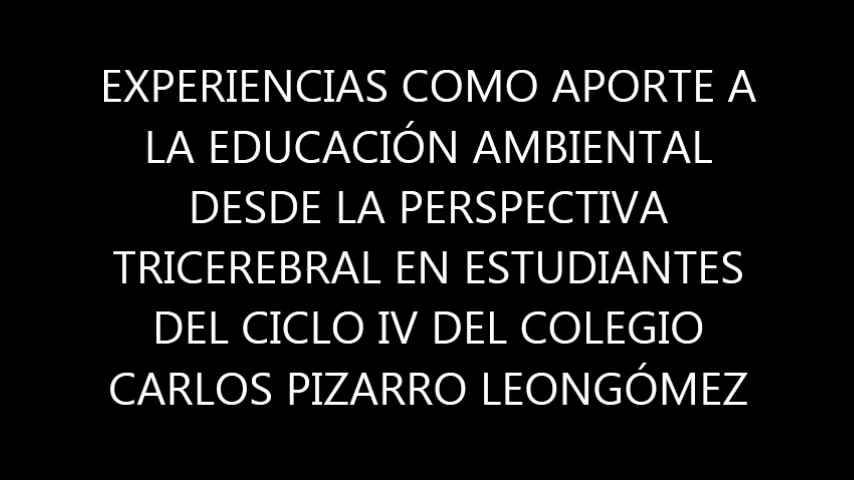 EXPERIENCIAS COMO APORTE A
LA EDUCACIÓN AMBIENTAL
DESDE LA PERSPECTIVA
TRICEREBRAL EN ESTUDIANTES
DEL CICLO IV DEL COLEGIO
CARLOS PIZARRO LEONGÓMEZ